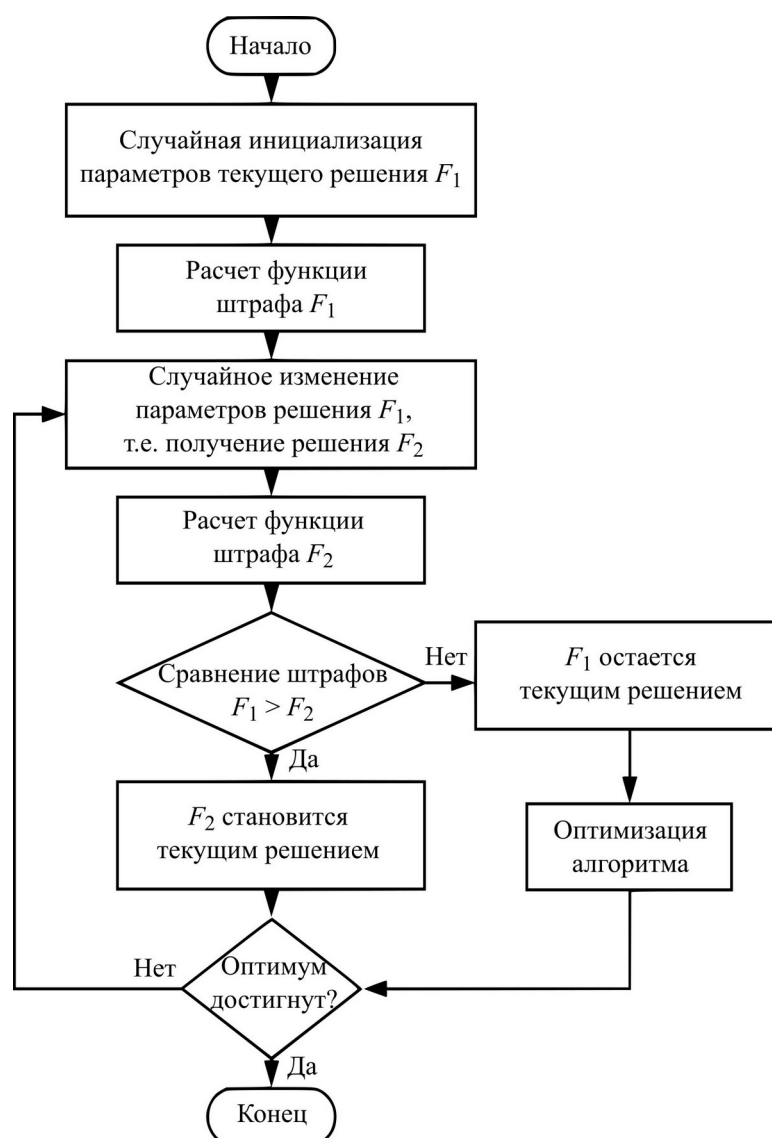 Начало
Случайная инициализация
параметров текущего решения F₁
Расчет функции
штрафа F₁
Случайное изменение
параметров решения F₁,
т.е. получение решения F₂
Расчет функции
штрафа F₂
Сравнение штрафов
F₁ > F₂
Нет
F₁ остается
текущим решением
Да
F₂ становится
текущим решением
Оптимизация
алгоритма
Нет
Оптимум
достигнут?
Да
Конец